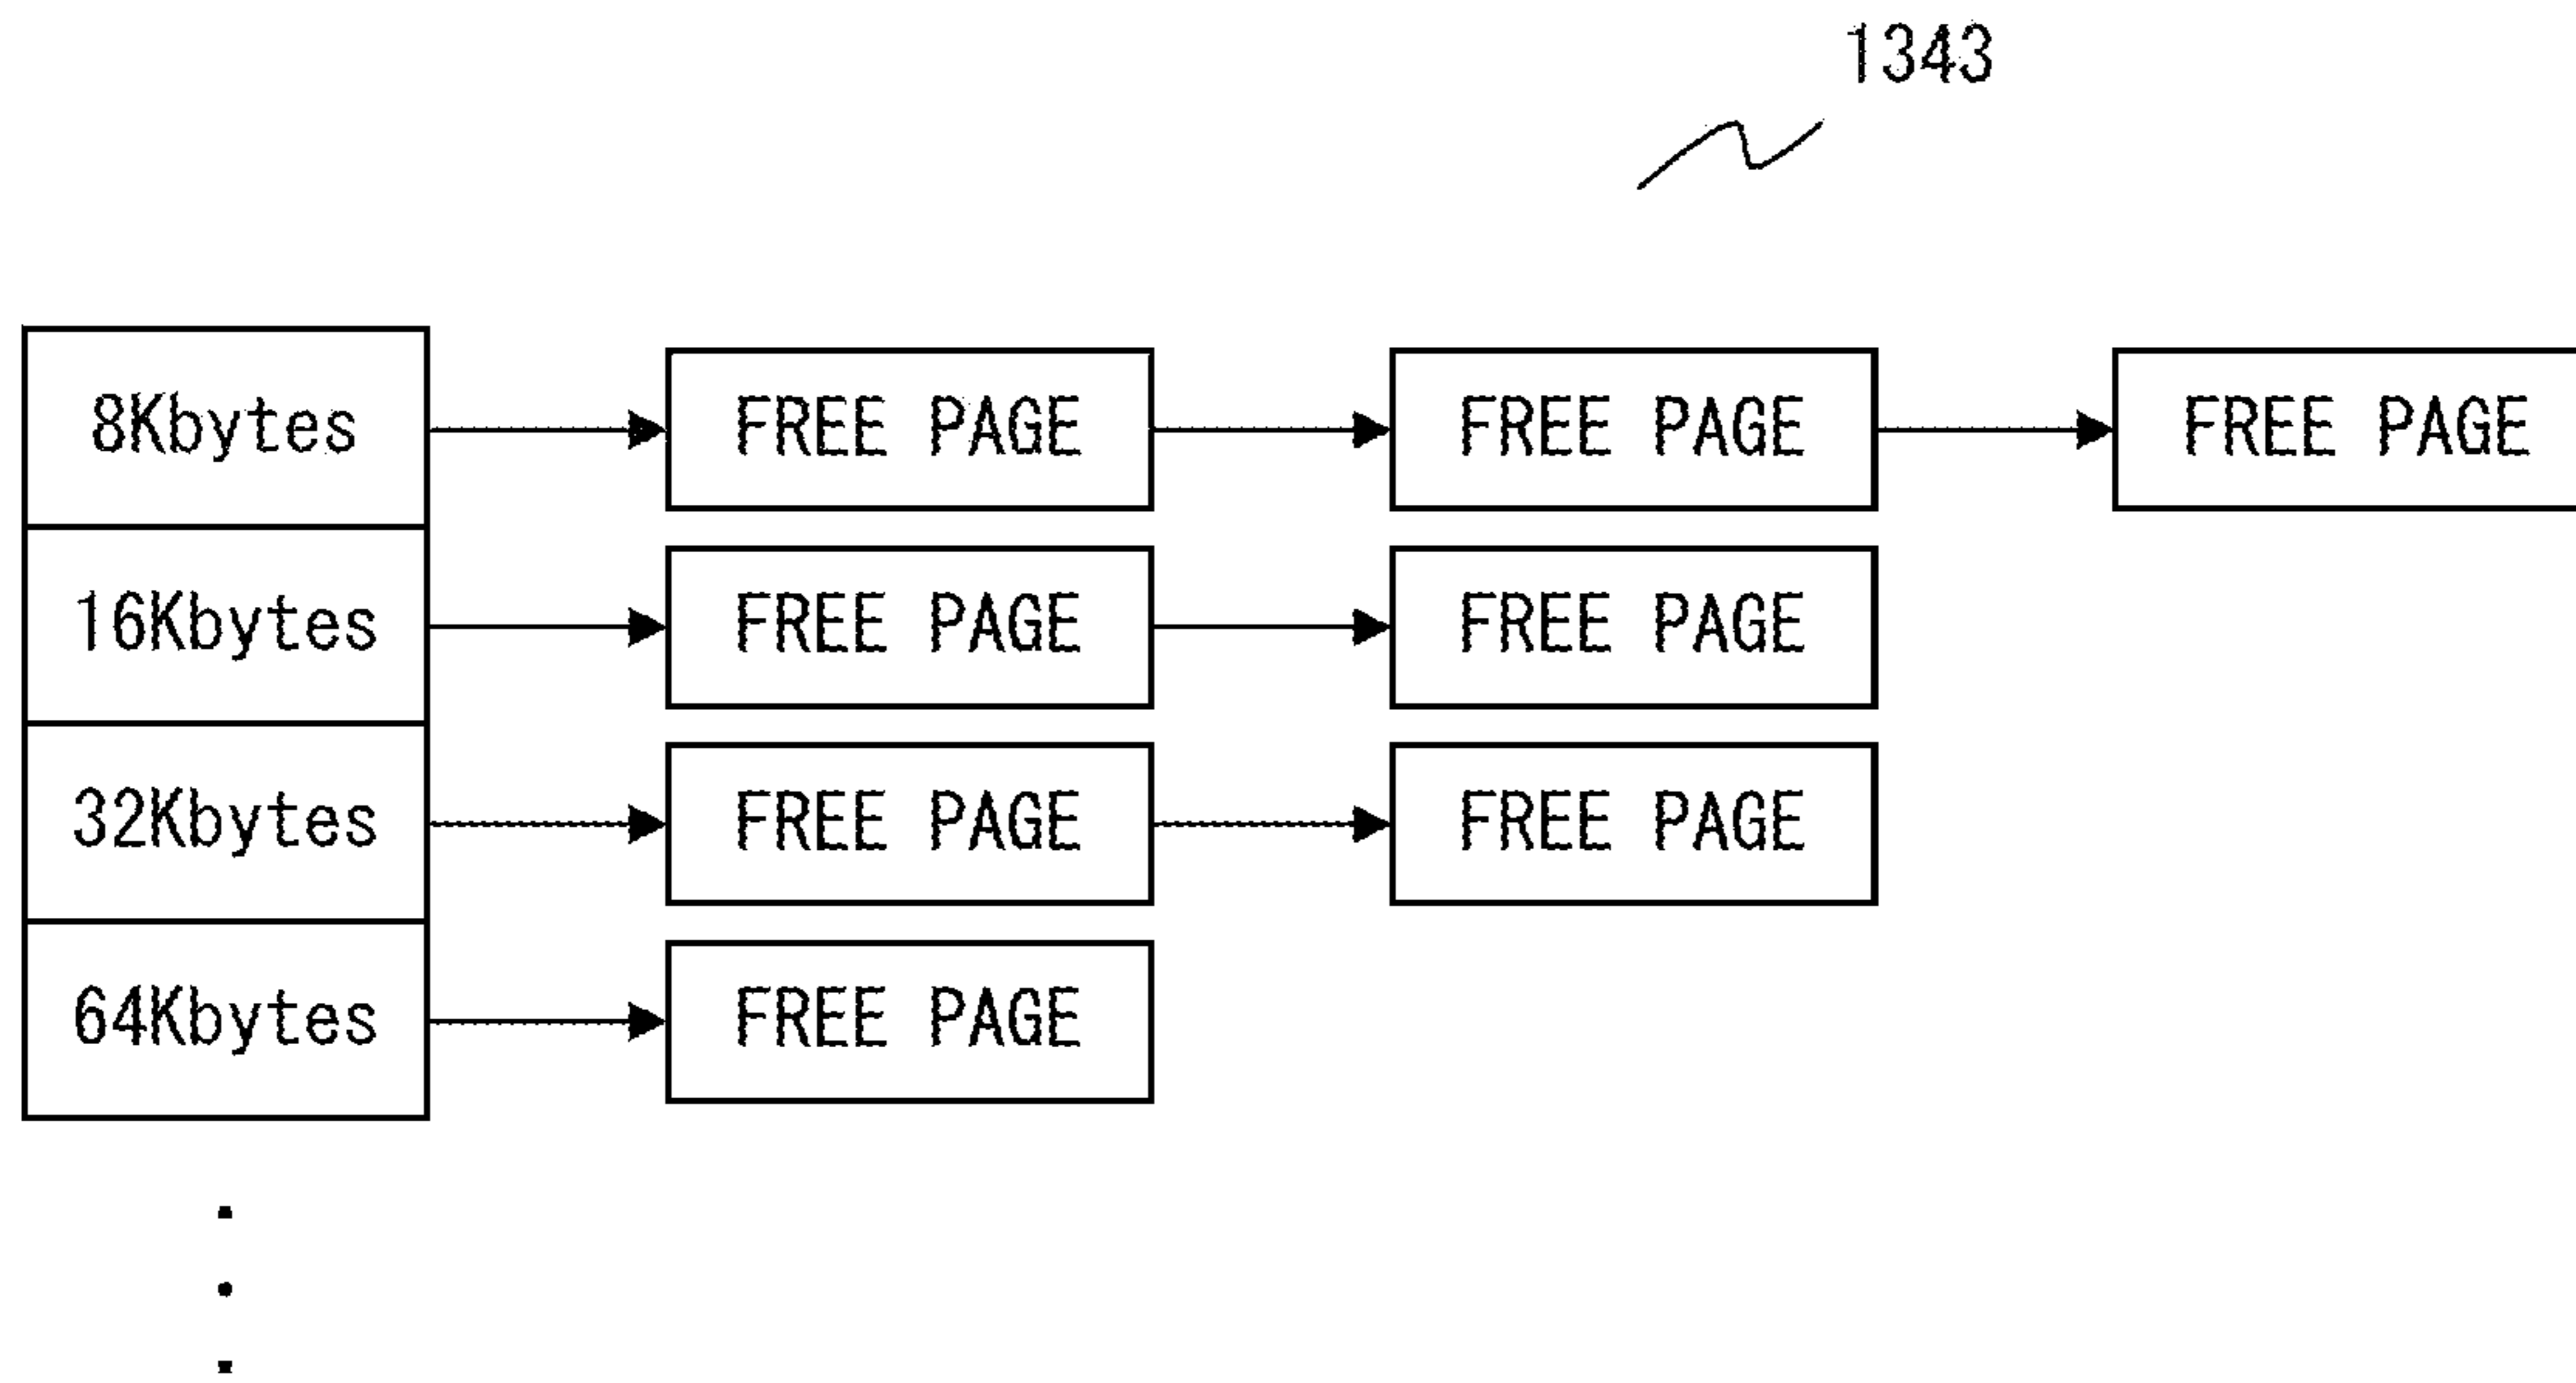 1343
8Kbytes FREE PAGE FREE PAGE FREE PAGE
16Kbytes FREE PAGE FREE PAGE
32Kbytes FREE PAGE FREE PAGE
64Kbytes FREE PAGE